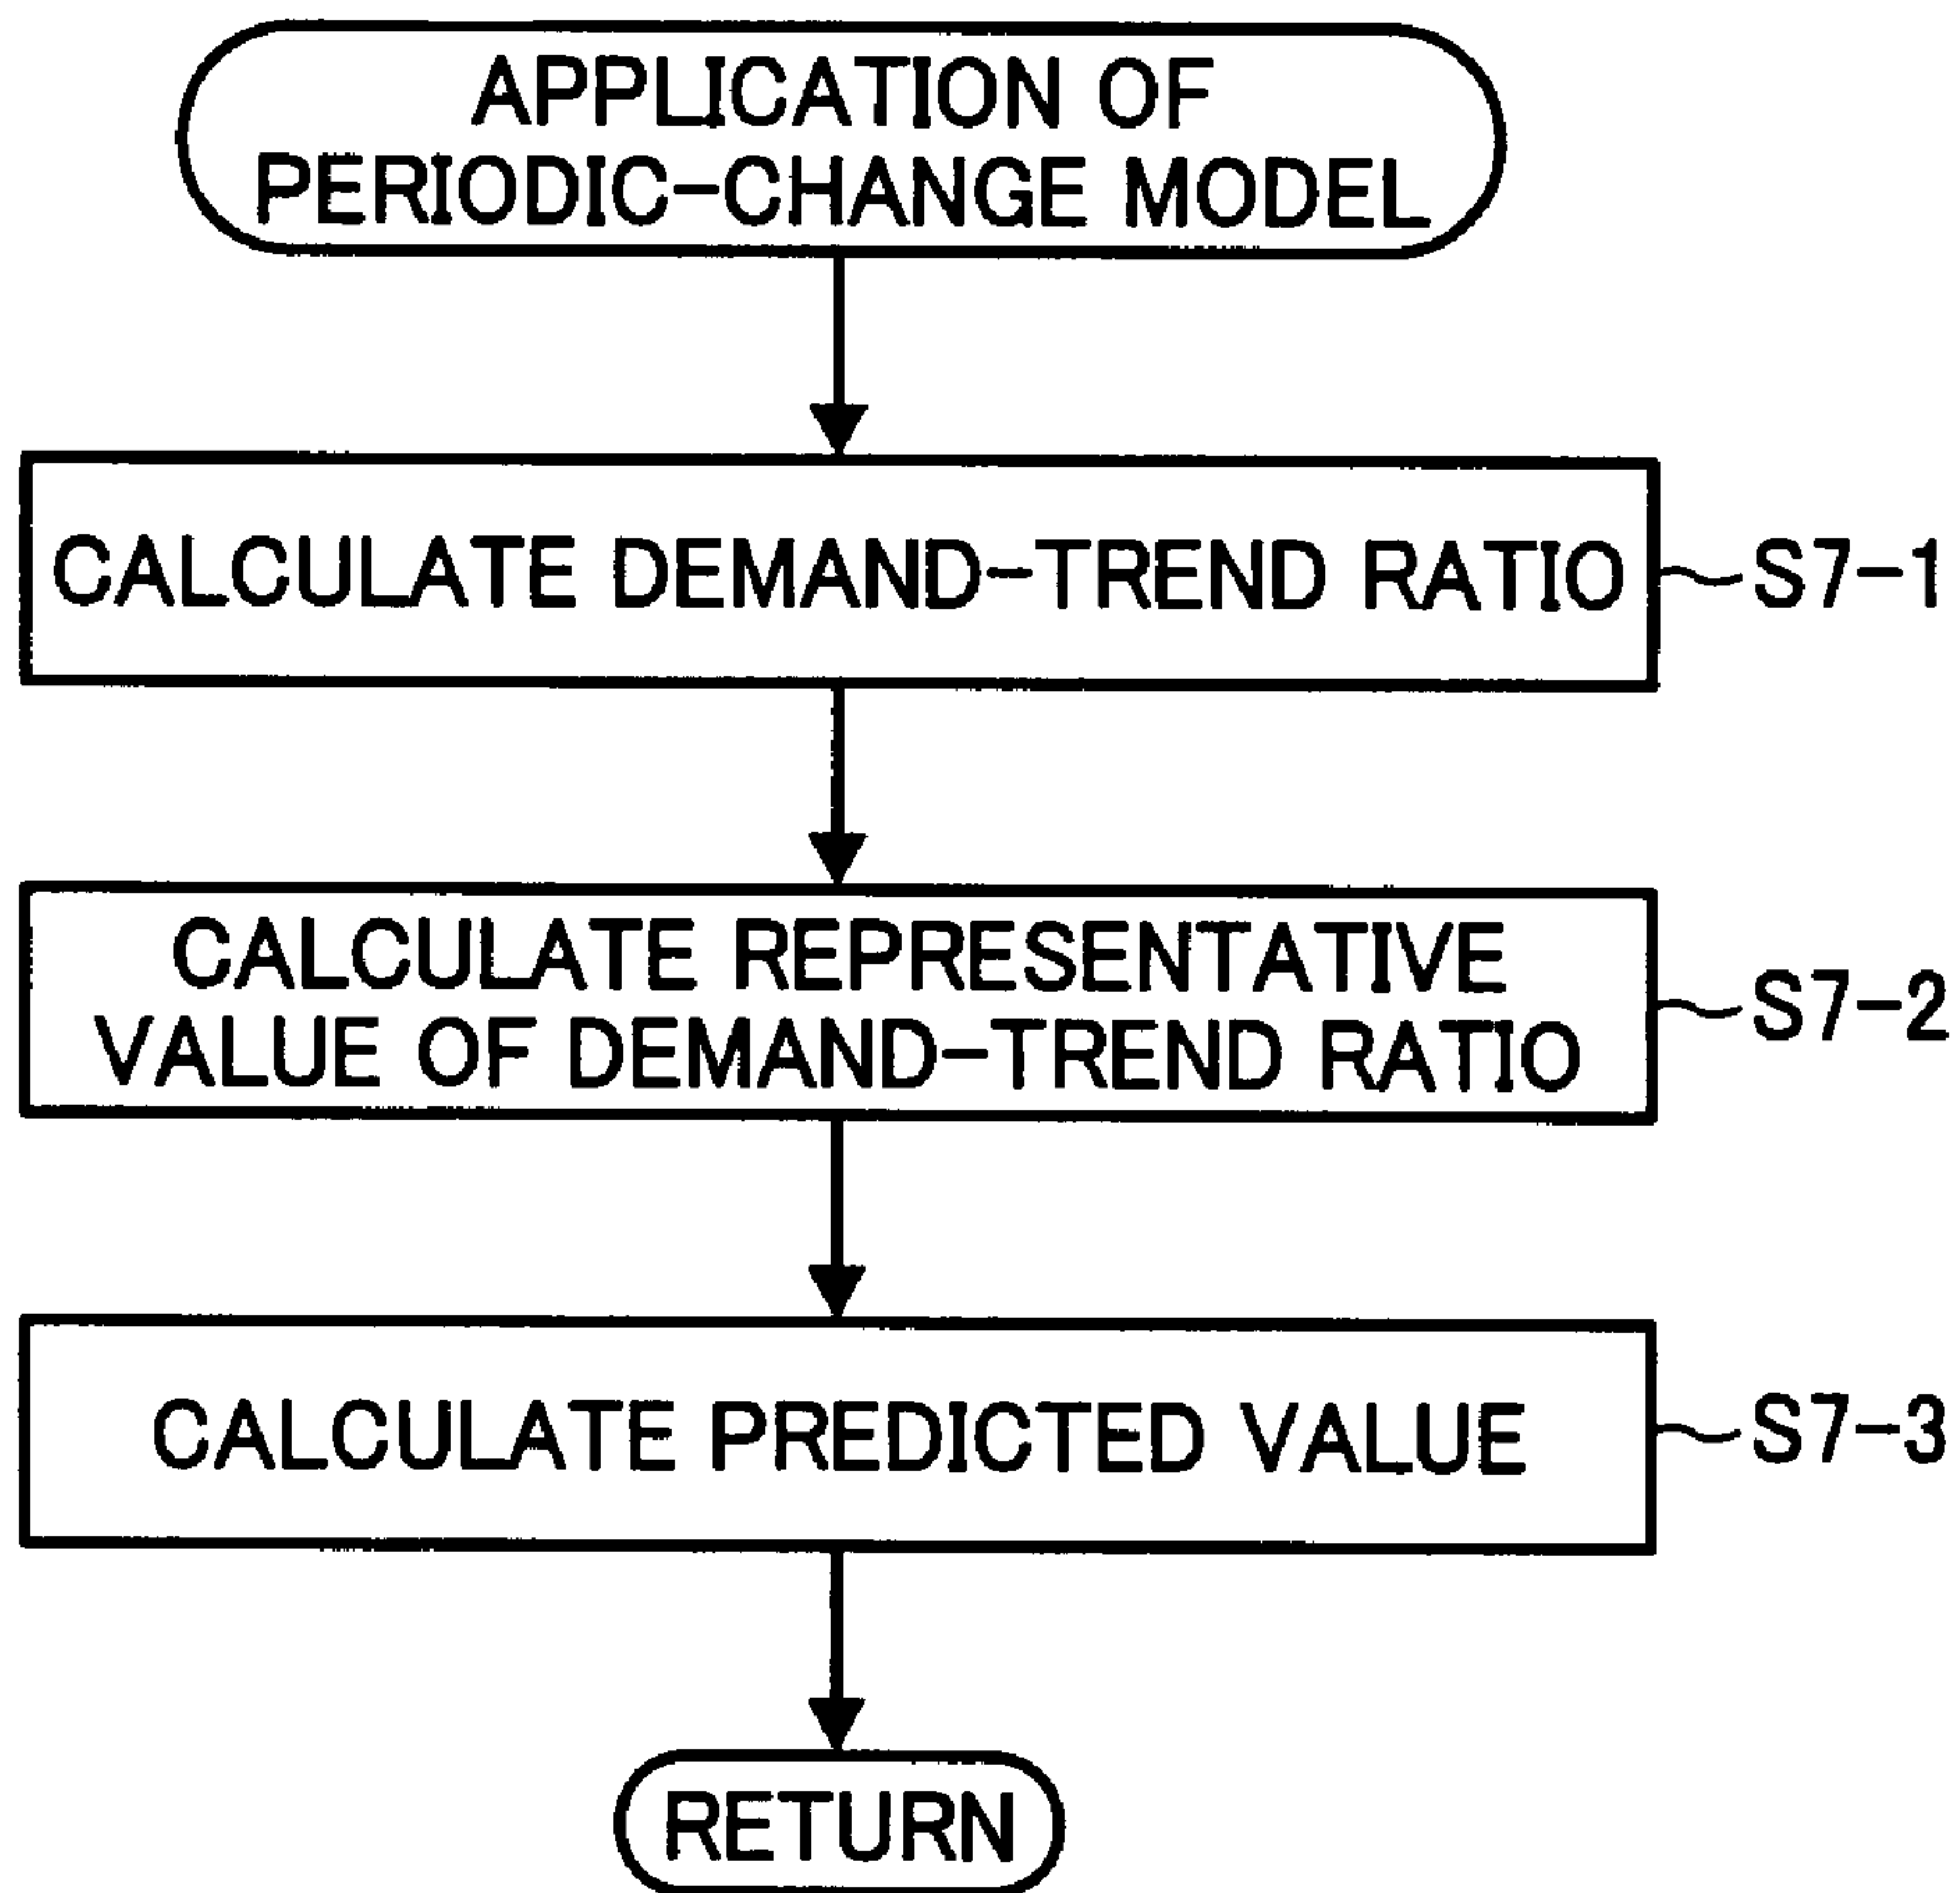 APPLICATION OF
PERIODIC-CHANGE MODEL
CALCULATE DEMAND-TREND RATIO
S7-1
CALCULATE REPRESENTATIVE
VALUE OF DEMAND-TREND RATIO
S7-2
CALCULATE PREDICTED VALUE
S7-3
RETURN